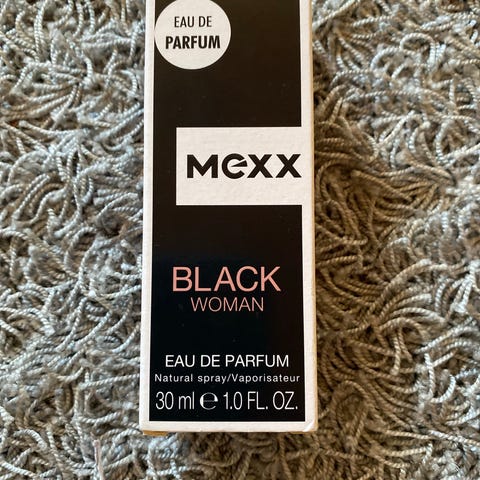 EAU DE
PARFUM
Mexx
BLACK
WOMAN
EAU DE PARFUM
Natural spray/Vaporisateur
30 ml ℮ 1.0 FL. OZ.